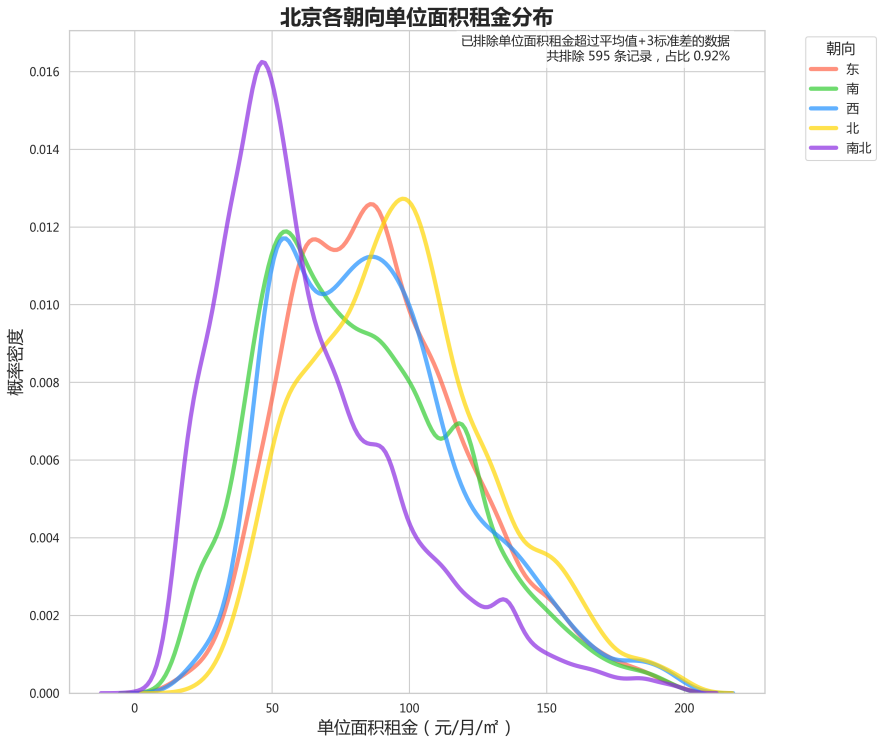 北京各朝向单位面积租金分布
已排除单位面积租金超过平均值+3标准差的数据
共排除 595 条记录，占比 0.92%
朝向
东
南
西
北
南北
概率密度
0.016
0.014
0.012
0.010
0.008
0.006
0.004
0.002
0.000
0
50
100
150
200
单位面积租金（元/月/㎡）